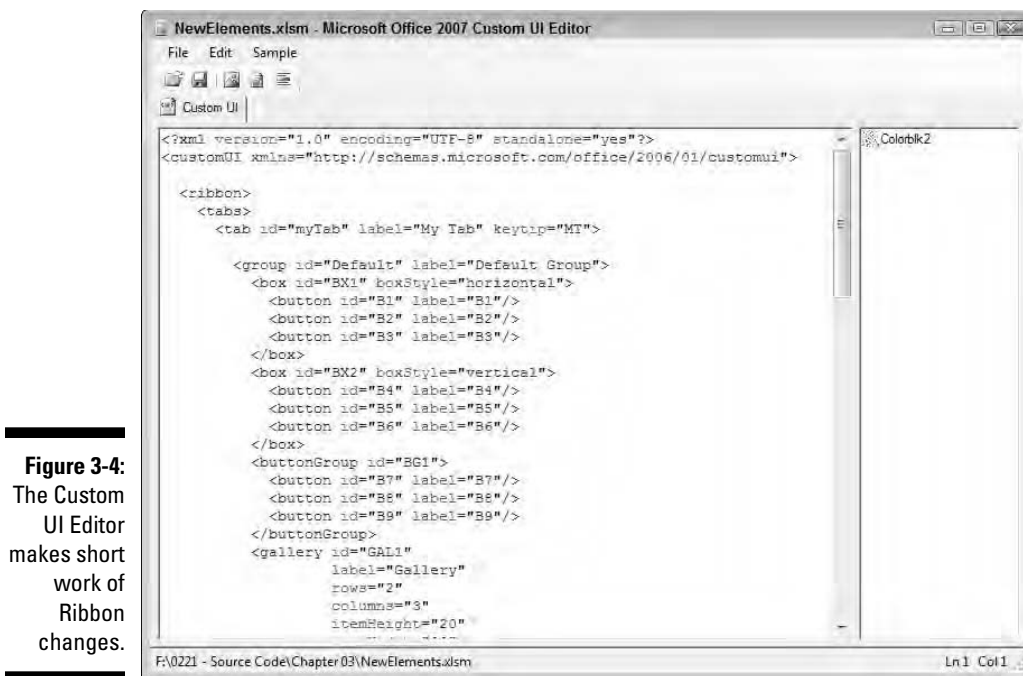 NewElements.xlsm - Microsoft Office 2007 Custom UI Editor
File Edit Sample
Custom UI
<?xml version="1.0" encoding="UTF-8" standalone="yes"?>
<customUI xmlns="http://schemas.microsoft.com/office/2006/01/customui">
<ribbon>
<tabs>
<tab id="myTab" label="My Tab" keytip="MT">
<group id="Default" label="Default Group">
<box id="BX1" boxStyle="horizontal">
<button id="B1" label="B1"/>
<button id="B2" label="B2"/>
<button id="B3" label="B3"/>
</box>
<box id="BX2" boxStyle="vertical">
<button id="B4" label="B4"/>
<button id="B5" label="B5"/>
<button id="B6" label="B6"/>
</box>
<buttonGroup id="BG1">
<button id="B7" label="B7"/>
<button id="B8" label="B8"/>
<button id="B9" label="B9"/>
</buttonGroup>
<gallery id="GAL1"
label="Gallery"
rows="2"
columns="3"
itemHeight="20"
Colorblk2
F:\0221 - Source Code\Chapter 03\NewElements.xlsm
Ln 1 Col 1
Figure 3-4:
The Custom
UI Editor
makes short
work of
Ribbon
changes.